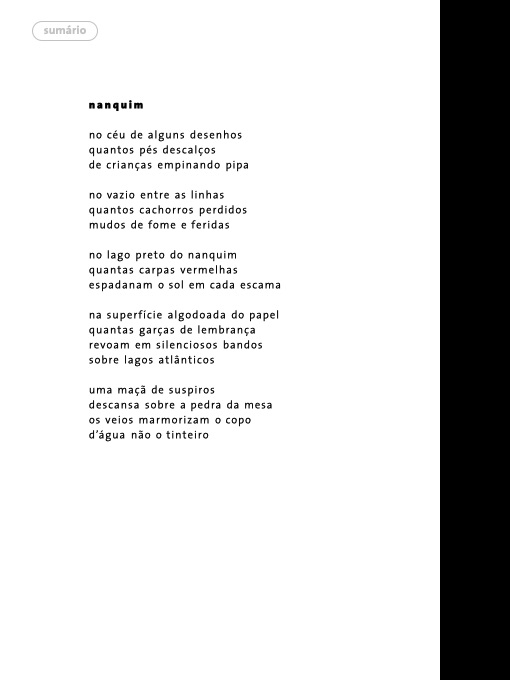 sumário
nanquim
no céu de alguns desenhos
quantos pés descalços
de crianças empinando pipa
no vazio entre as linhas
quantos cachorros perdidos
mudos de fome e feridas
no lago preto do nanquim
quantas carpas vermelhas
espadanam o sol em cada escama
na superfície algodoada do papel
quantas garças de lembrança
revoam em silenciosos bandos
sobre lagos atlânticos
uma maçã de suspiros
descansa sobre a pedra da mesa
os veios marmorizam o copo
d’água não o tinteiro